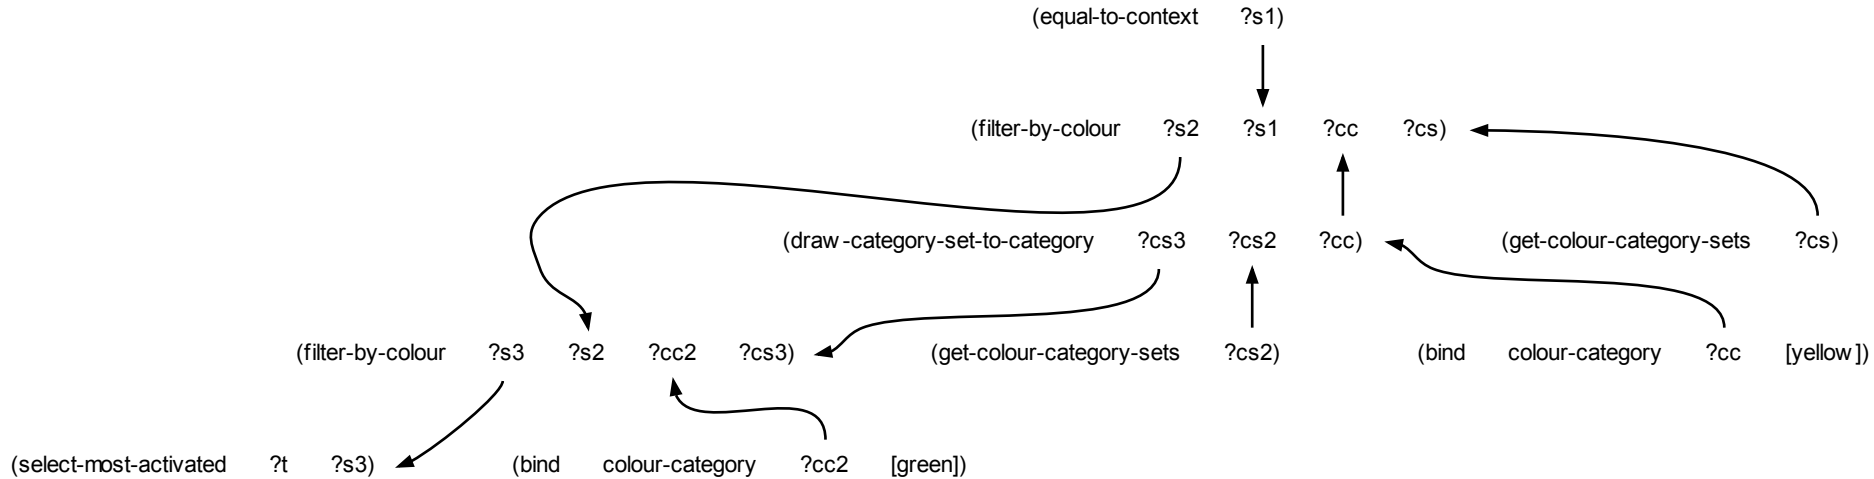 (equal-to-context ?s1)
(filter-by-colour ?s2 ?s1 ?cc ?cs)
(draw-category-set-to-category ?cs3 ?cs2 ?cc) (get-colour-category-sets ?cs)
(filter-by-colour ?s3 ?s2 ?cc2 ?cs3) (get-colour-category-sets ?cs2) (bind colour-category ?cc [yellow])
(select-most-activated ?t ?s3) (bind colour-category ?cc2 [green])